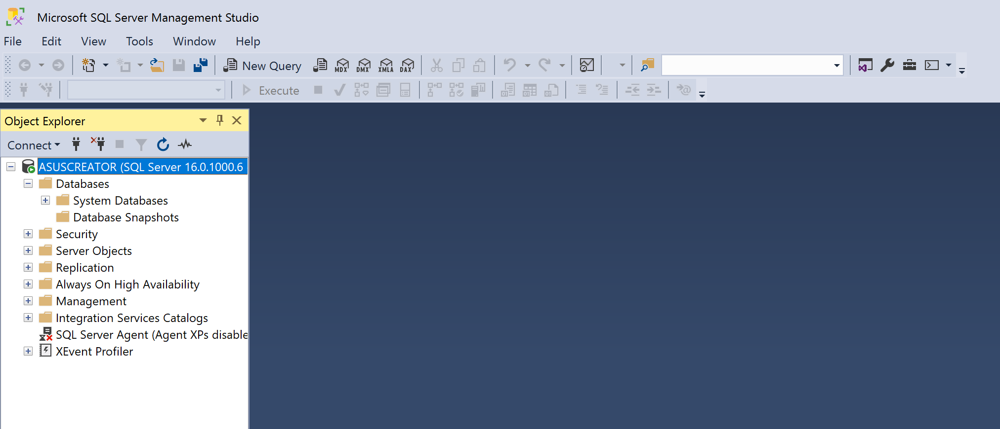 Microsoft SQL Server Management Studio
File Edit View Tools Window Help
New Query MDX DMX XMLA DAX
Execute
Object Explorer
Connect
ASUSCREATOR (SQL Server 16.0.1000.6
Databases
System Databases
Database Snapshots
Security
Server Objects
Replication
Always On High Availability
Management
Integration Services Catalogs
SQL Server Agent (Agent XPs disable
XEvent Profiler